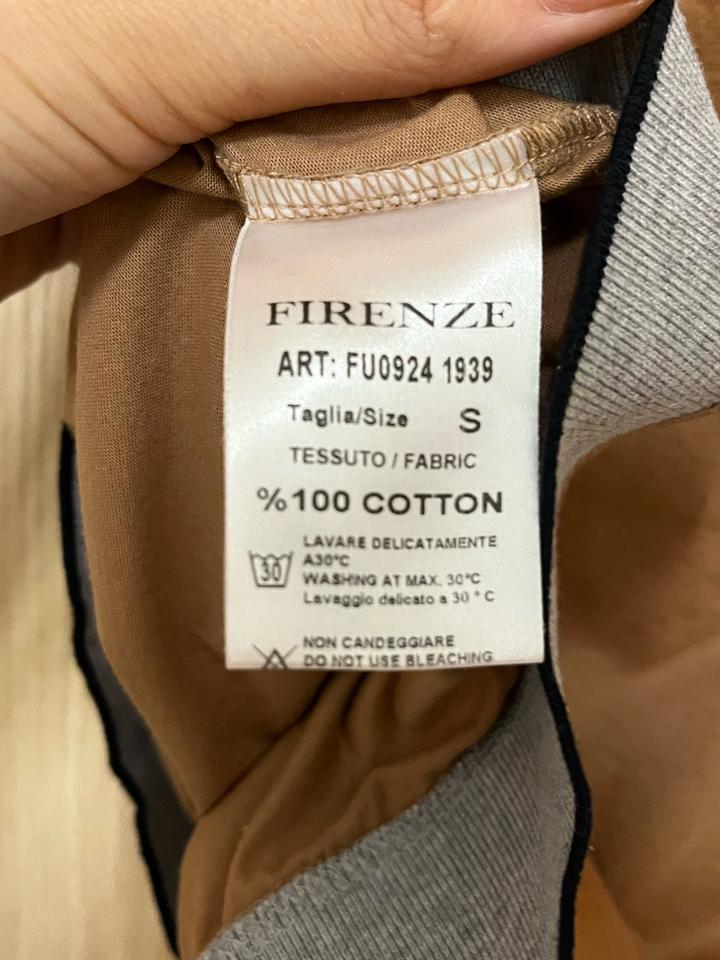 FIRENZE
ART: FU0924 1939
Taglia/Size S
TESSUTO / FABRIC
%100 COTTON
LAVARE DELICATAMENTE
A30°C
30
WASHING AT MAX. 30°C
Lavaggio delicato a 30 ° C
NON CANDEGGIARE
DO NOT USE BLEACHING